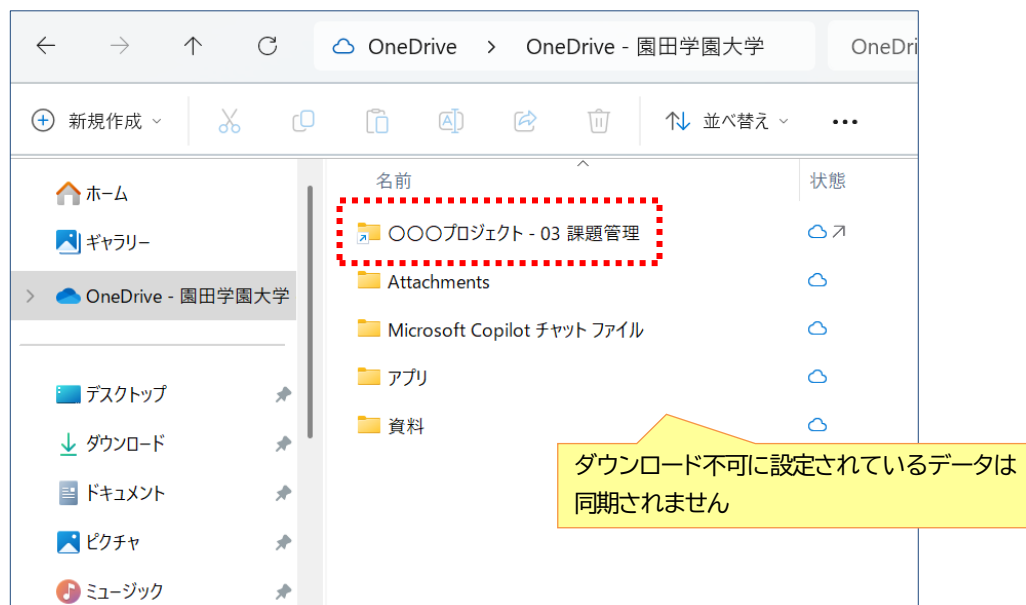 OneDrive > OneDrive - 園田学園大学 OneDri
新規作成 並べ替え
名前 状態
ホーム
ギャラリー
OneDrive - 園田学園大学
デスクトップ
ダウンロード
ドキュメント
ピクチャ
ミュージック
〇〇〇プロジェクト - 03 課題管理
Attachments
Microsoft Copilot チャット ファイル
アプリ
資料
ダウンロード不可に設定されているデータは
同期されません